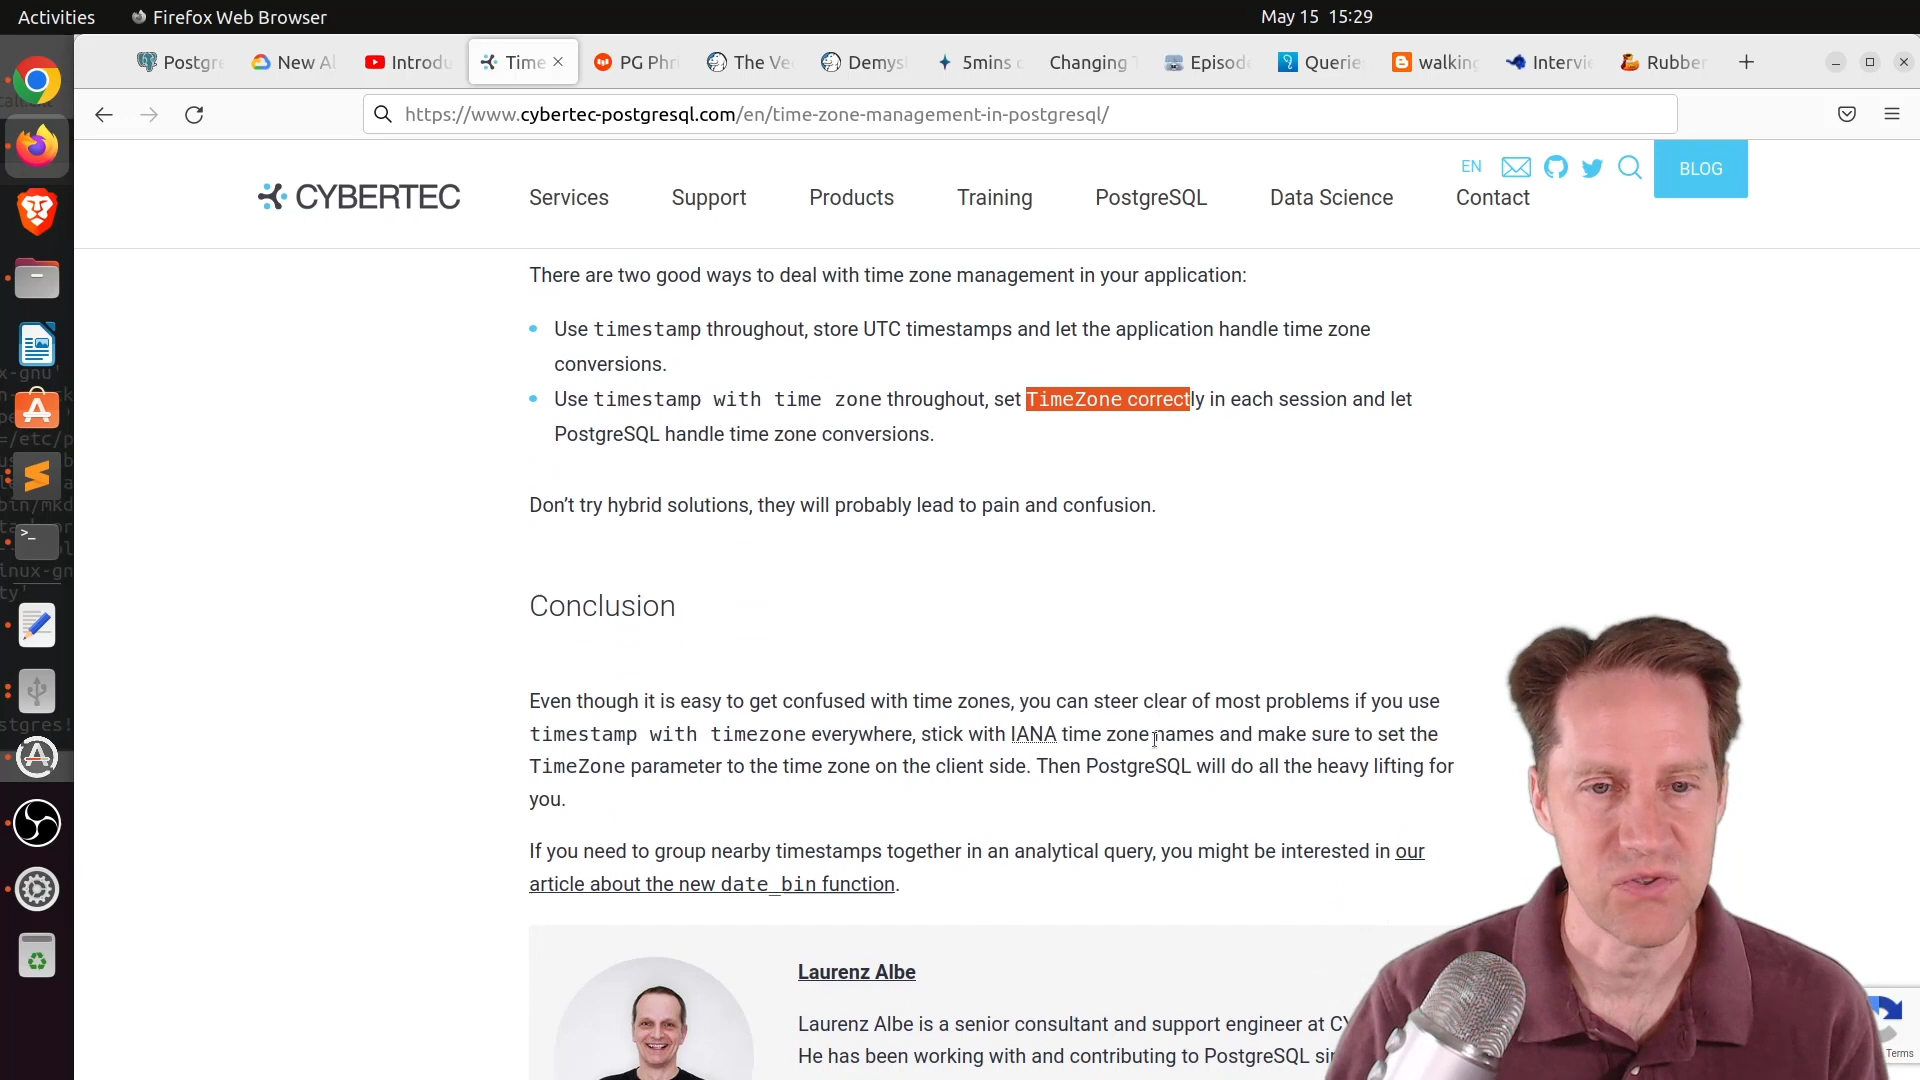 Activities
Firefox Web Browser
May 15 15:29
Postgre
New Al
Introdu
Time
PG Phri
The Ve
Demys
5mins o
Changing T
Episode
Querie
walking
Intervie
Rubber
https://www.cybertec-postgresql.com/en/time-zone-management-in-postgresql/
EN
BLOG
CYBERTEC
Services
Support
Products
Training
PostgreSQL
Data Science
Contact
There are two good ways to deal with time zone management in your application:
Use timestamp throughout, store UTC timestamps and let the application handle time zone
conversions.
Use timestamp with time zone throughout, set TimeZone correctly in each session and let
PostgreSQL handle time zone conversions.
Don’t try hybrid solutions, they will probably lead to pain and confusion.
Conclusion
Even though it is easy to get confused with time zones, you can steer clear of most problems if you use
timestamp with timezone everywhere, stick with IANA time zone names and make sure to set the
TimeZone parameter to the time zone on the client side. Then PostgreSQL will do all the heavy lifting for
you.
If you need to group nearby timestamps together in an analytical query, you might be interested in our
article about the new date_bin function.
Laurenz Albe
Laurenz Albe is a senior consultant and support engineer at CY
He has been working with and contributing to PostgreSQL sin
Terms